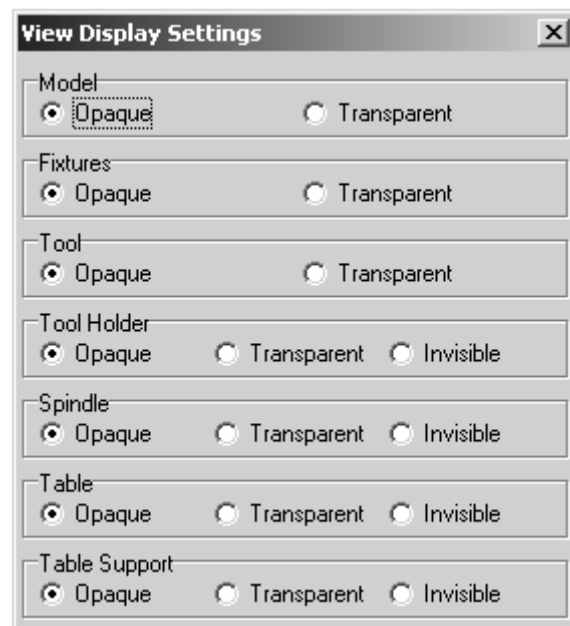 View Display Settings
Model
Opaque Transparent
Fixtures
Opaque Transparent
Tool
Opaque Transparent
Tool Holder
Opaque Transparent Invisible
Spindle
Opaque Transparent Invisible
Table
Opaque Transparent Invisible
Table Support
Opaque Transparent Invisible